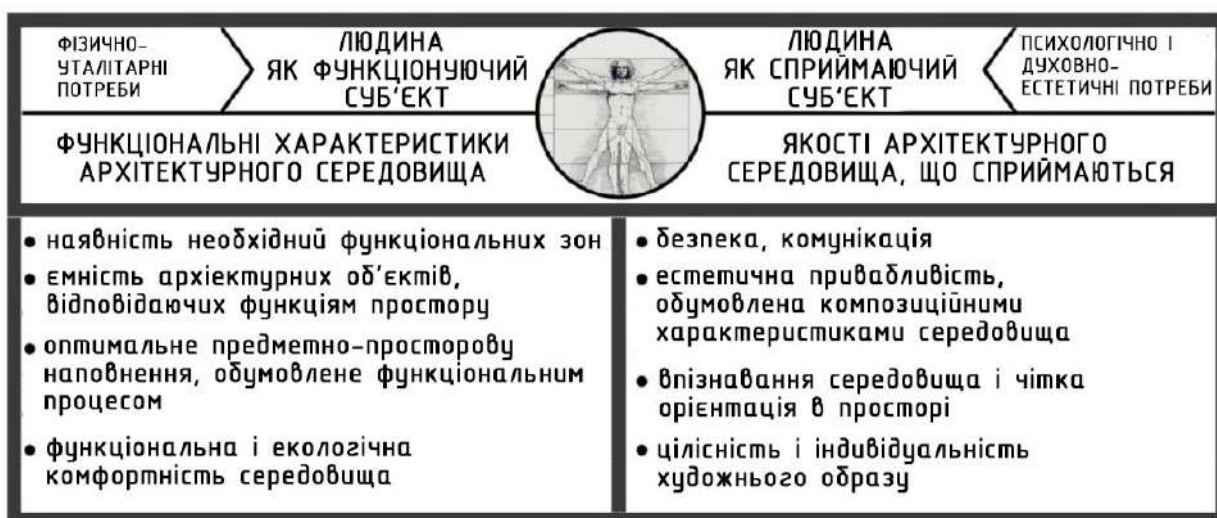 ФІЗИЧНО-
УТАЛІТАРНІ
ПОТРЕБИ
ЛЮДИНА
ЯК ФУНКЦІОНУЮЧИЙ
СУБ'ЄКТ
ЛЮДИНА
ЯК СПРИЙМАЮЧИЙ
СУБ'ЄКТ
ПСИХОЛОГІЧНО І
ДУХОВНО-
ЕСТЕТИЧНІ ПОТРЕБИ
ФУНКЦІОНАЛЬНІ ХАРАКТЕРИСТИКИ
АРХІТЕКТУРНОГО СЕРЕДОВИЩА
ЯКОСТІ АРХІТЕКТУРНОГО
СЕРЕДОВИЩА, ЩО СПРИЙМАЮТЬСЯ
• наявність необхідний функціональних зон
• ємність архіектурних об'єктів,
відповідаючих функціям простору
• оптимальне предметно-просторову
наповнення, обумовлене функціональним
процесом
• функціональна і екологічна
комфортність середовища
• безпека, комунікація
• естетична привабливість,
обумовлена композиційними
характеристиками середовища
• впізнавання середовища і чітка
орієнтація в просторі
• цілісність і індивідуальність
художнього образу